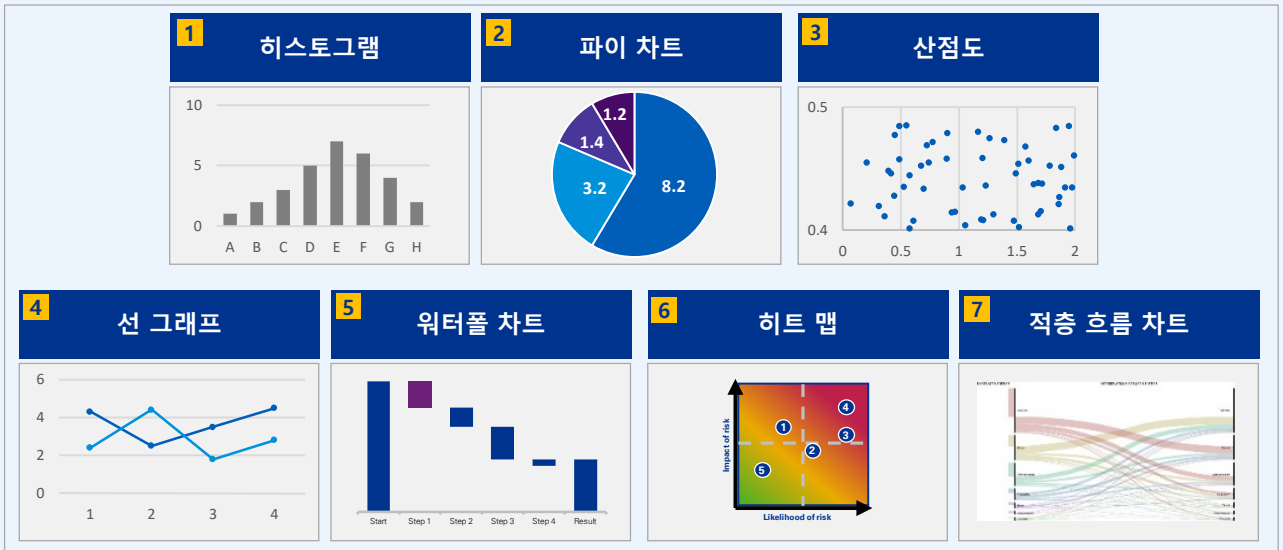 1
히스토그램
10
5
0
A B C D E F G H
2
파이 차트
1.2
1.4
3.2
8.2
3
산점도
0.5
0.4
0 0.5 1 1.5 2
4
선 그래프
6
4
2
0
1 2 3 4
5
워터폴 차트
Start Step 1 Step 2 Step 3 Step 4 Result
6
히트 맵
Impact of risk
4
1
3
2
5
Likelihood of risk
7
적층 흐름 차트